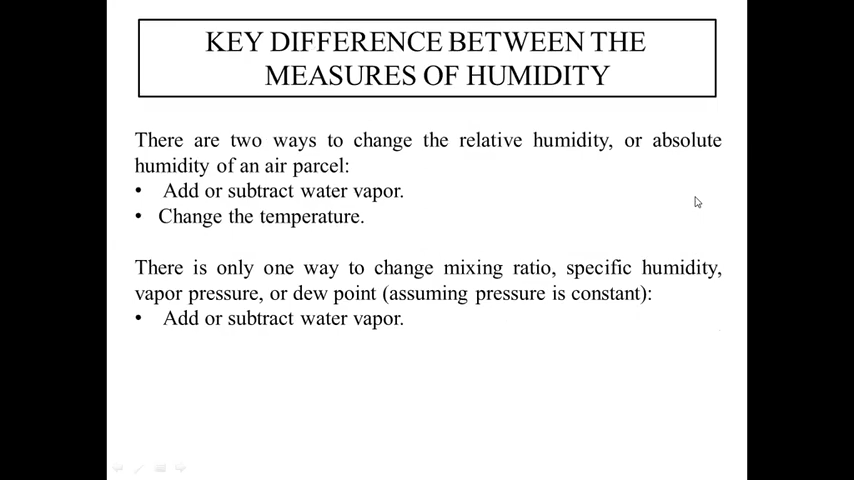 KEY DIFFERENCE BETWEEN THE
MEASURES OF HUMIDITY
There are two ways to change the relative humidity, or absolute
humidity of an air parcel:
• Add or subtract water vapor.
• Change the temperature.
There is only one way to change mixing ratio, specific humidity,
vapor pressure, or dew point (assuming pressure is constant):
• Add or subtract water vapor.